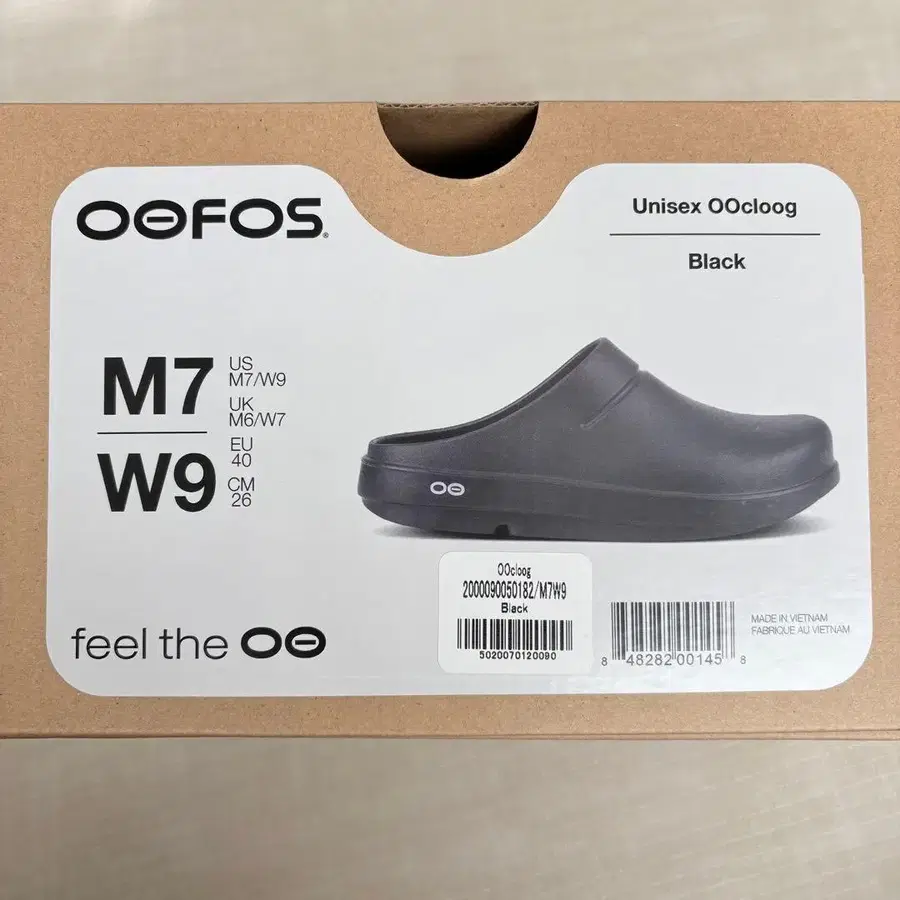 OOFOS®
Unisex OOcloog
Black
M7
W9
US
M7/W9
UK
M6/W7
EU
40
CM
26
OO
feel the OO
OOcloog
2000090050182/M7W9
Black
5020070120090
8 48282 00145 8
MADE IN VIETNAM
FABRIQUE AU VIETNAM